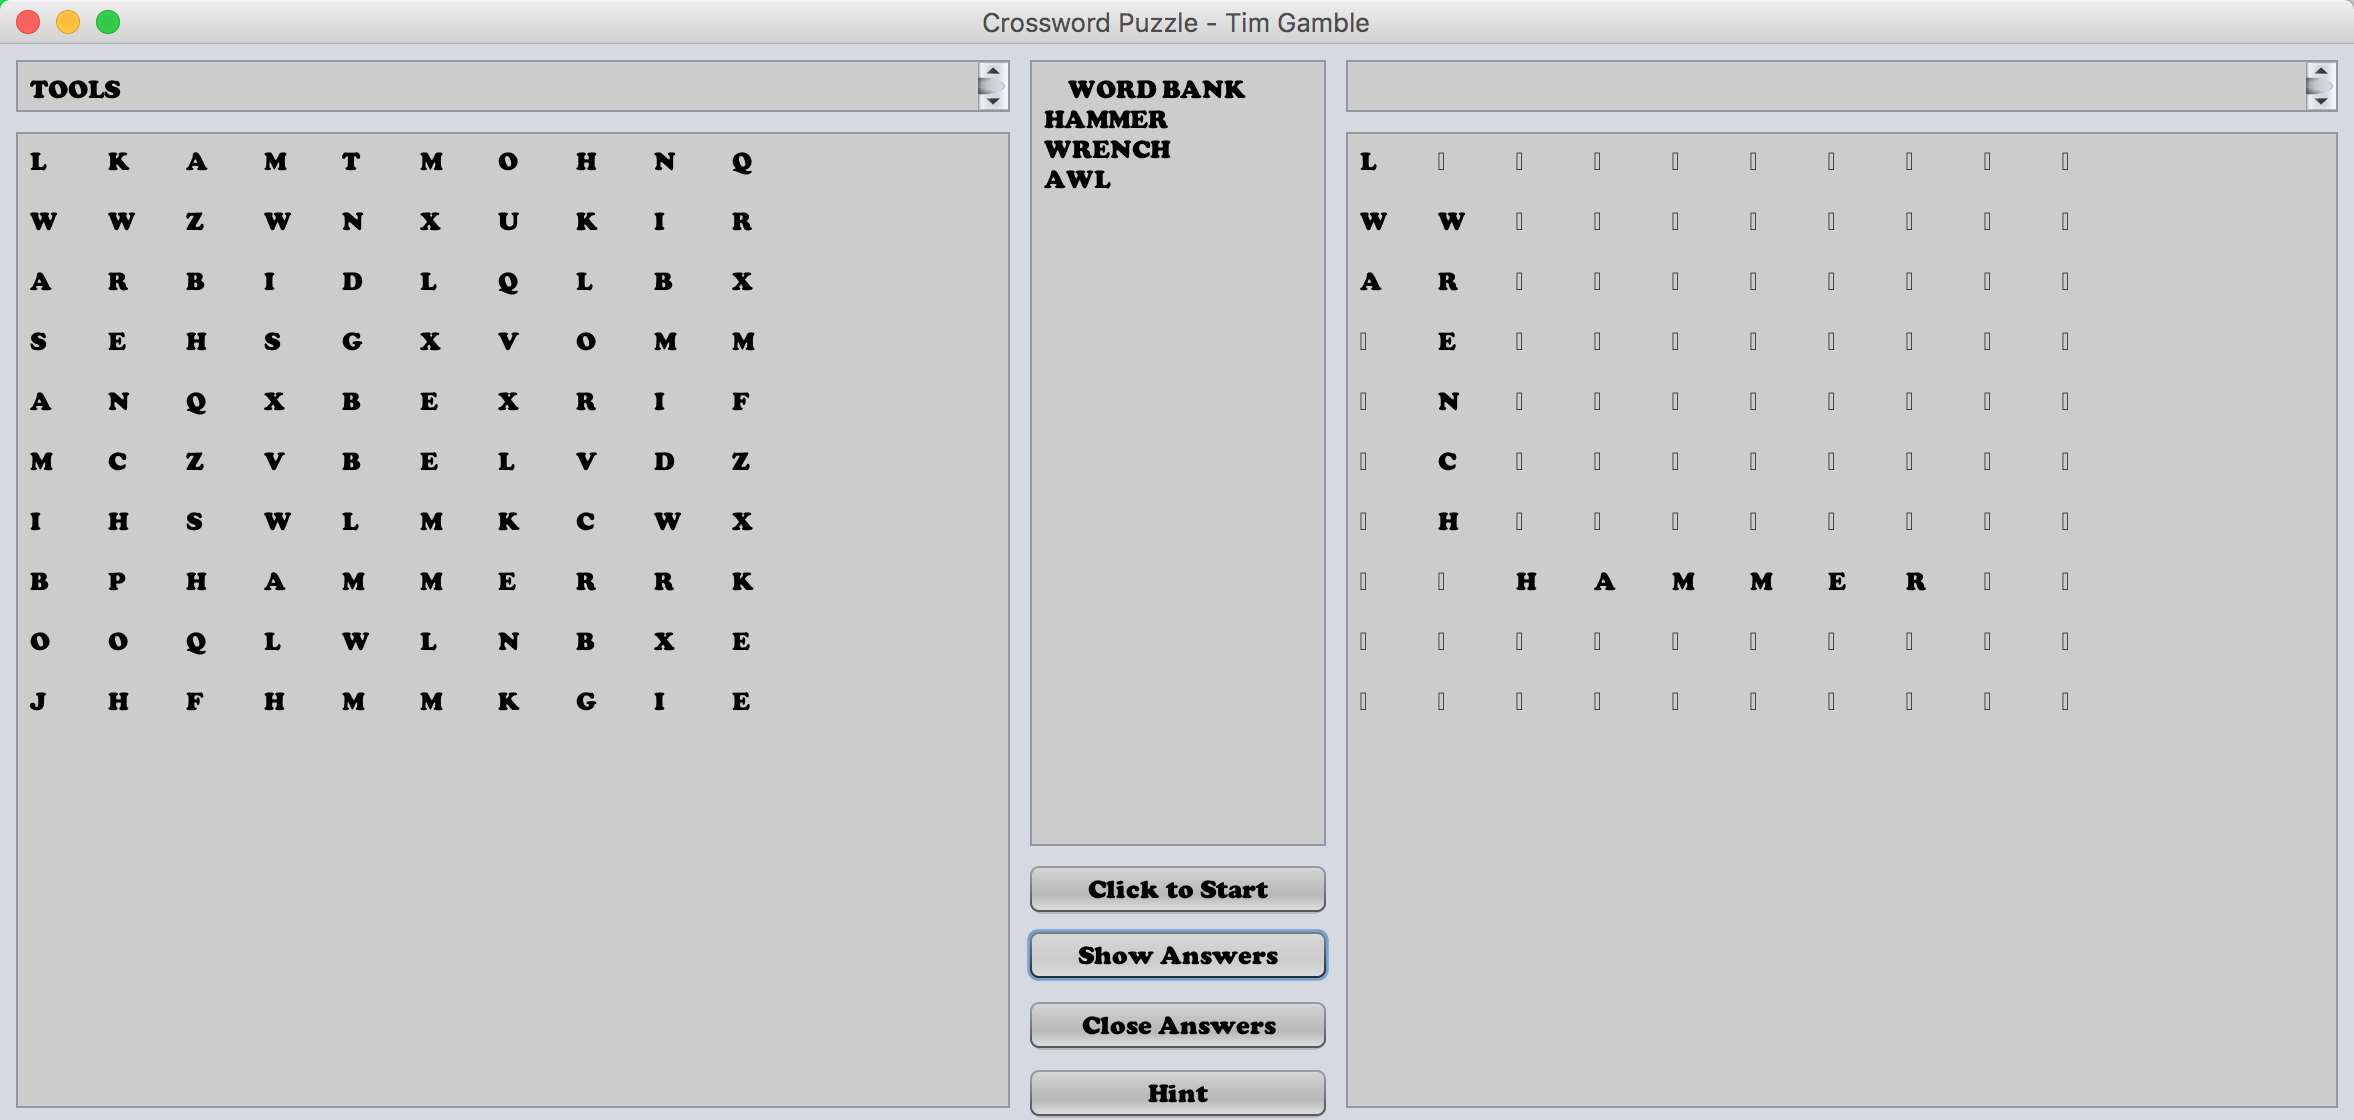 Crossword Puzzle - Tim Gamble
TOOLS
L K A M T M O H N Q
W W Z W N X U K I R
A R B I D L Q L B X
S E H S G X V O M M
A N Q X B E X R I F
M C Z V B E L V D Z
I H S W L M K C W X
B P H A M M E R R K
O O Q L W L N B X E
J H F H M M K G I E
WORD BANK
HAMMER
WRENCH
AWL
Click to Start
Show Answers
Close Answers
Hint
L
W W
A R
E
N
C
H
H A M M E R